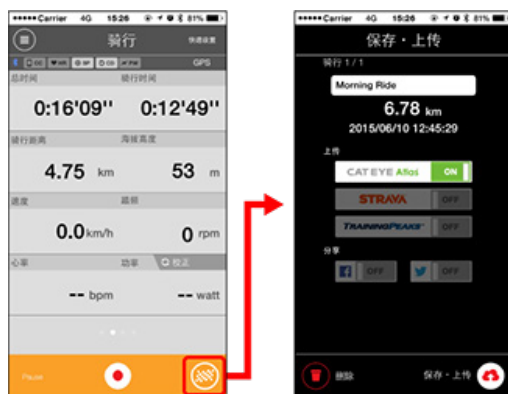 Carrier 4G 15:26 81%
骑行
快速设置
GPS
总时间 骑行时间
0:16'09'' 0:12'49''
骑行距离 海拔高度
4.75 km 53 m
速度 踏频
0.0 km/h 0 rpm
心率 功率 校正
-- bpm -- watt
Pause
Carrier 4G 15:26 81%
保存・上传
骑行 1 / 1
Morning Ride
6.78 km
2015/06/10 12:45:29
上传
CAT EYE Atlas ON
STRAVA OFF
TRAININGPEAKS OFF
分享
OFF OFF
删除 保存・上传